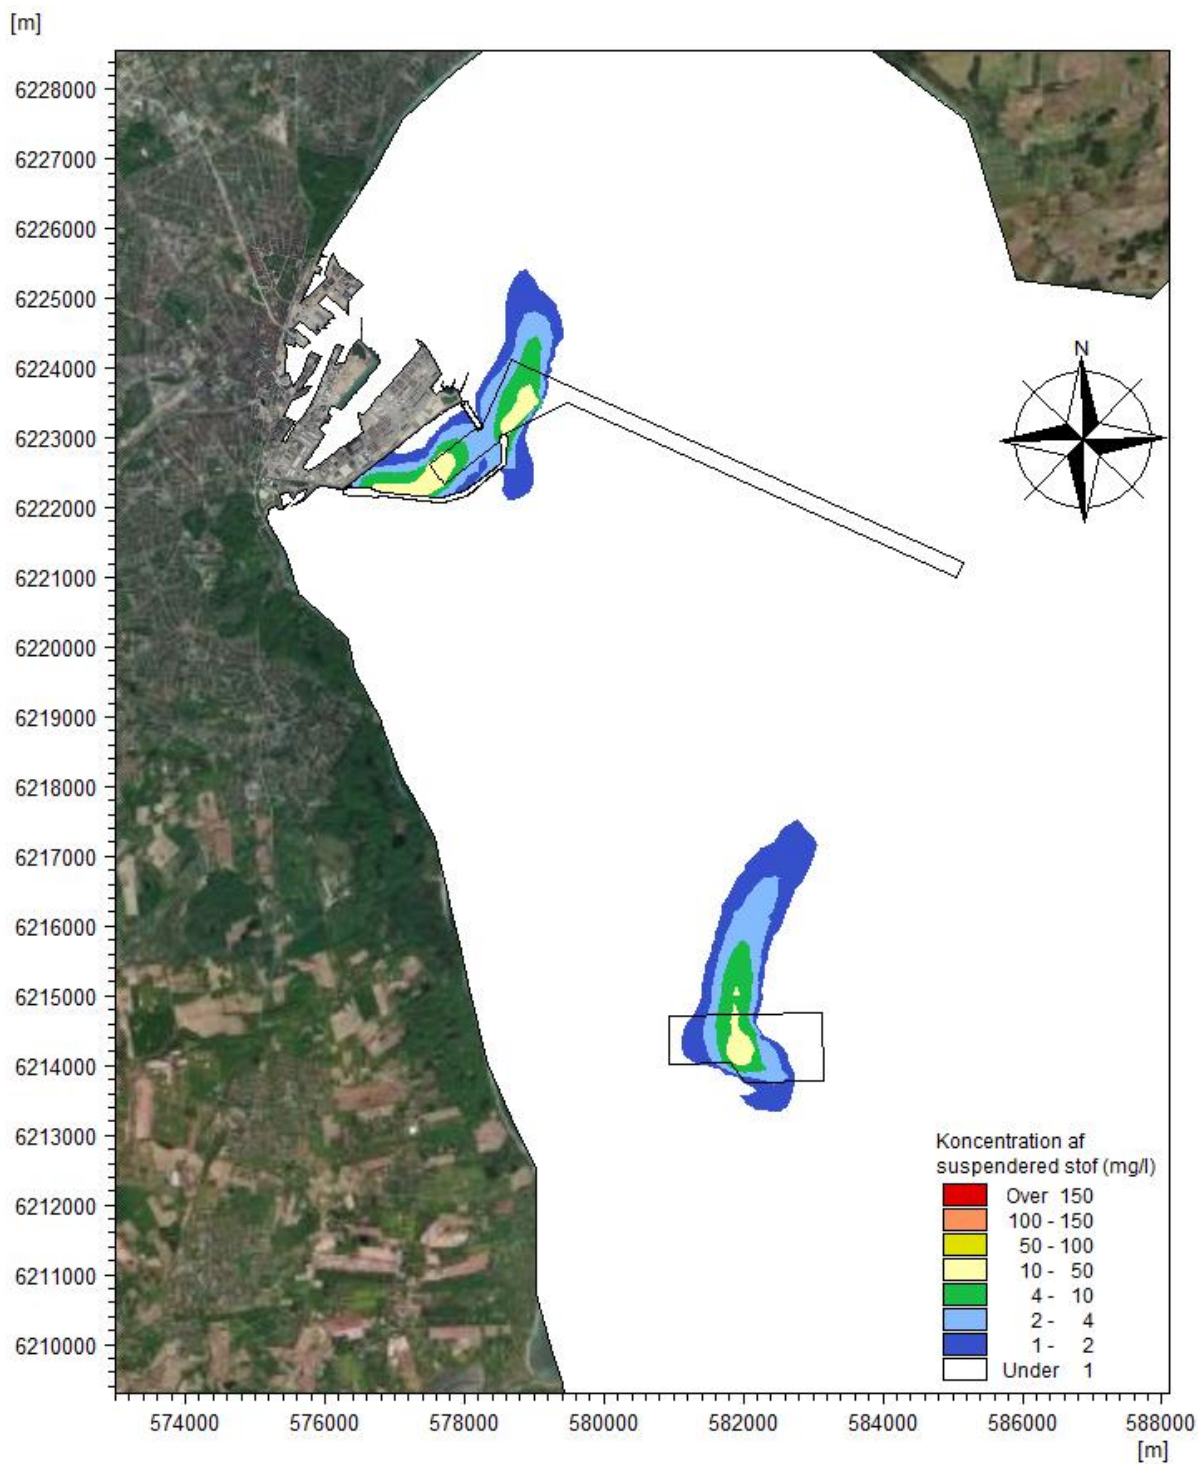 [m]
6228000
6227000
6226000
6225000
6224000
6223000
6222000
6221000
6220000
6219000
6218000
6217000
6216000
6215000
6214000
6213000
6212000
6211000
6210000
N
Koncentration af
suspendered stof (mg/l)
Over 150
100 - 150
50 - 100
10 - 50
4 - 10
2 - 4
1 - 2
Under 1
574000 576000 578000 580000 582000 584000 586000 588000
[m]